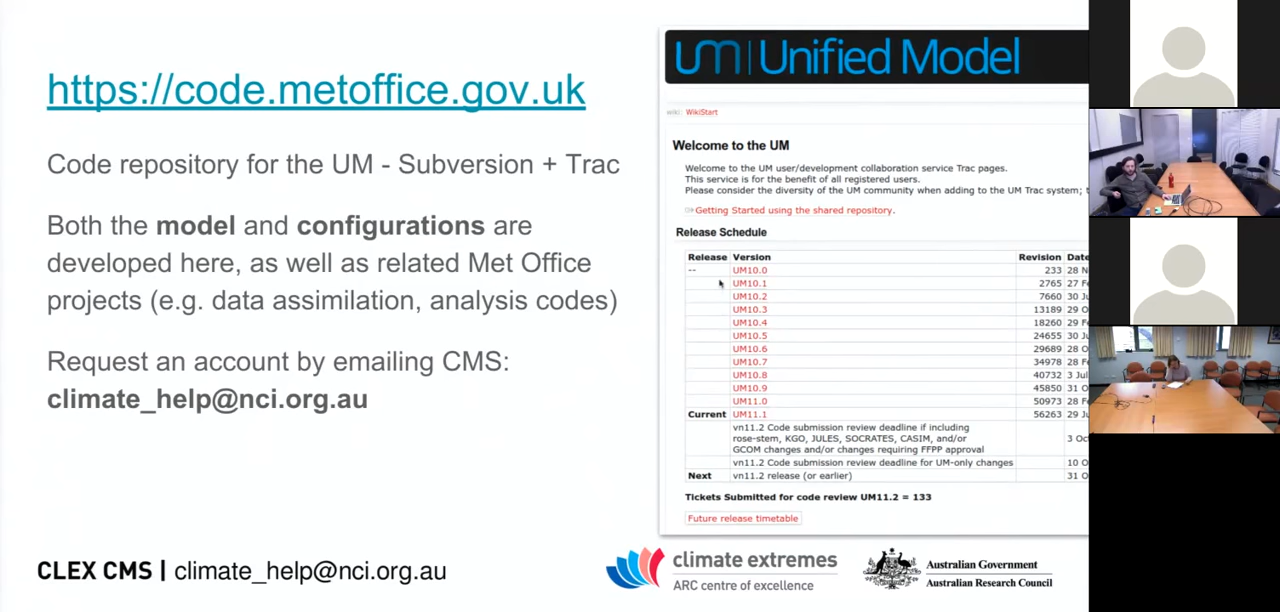 https://code.metoffice.gov.uk
Code repository for the UM - Subversion + Trac
Both the model and configurations are
developed here, as well as related Met Office
projects (e.g. data assimilation, analysis codes)
Request an account by emailing CMS:
climate_help@nci.org.au
um | Unified Model
wiki: WikiStart
Welcome to the UM
Welcome to the UM user/development collaboration service Trac pages.
This service is for the benefit of all registered users.
Please consider the diversity of the UM community when adding to the UM Trac system;
Getting Started using the shared repository.
Release Schedule
Release Version Revision Date
-- UM10.0 233 28 N
UM10.1 2765 27 Fe
UM10.2 7660 30 Ju
UM10.3 13189 29 O
UM10.4 18260 29 Fe
UM10.5 24655 30 Ju
UM10.6 29689 28 O
UM10.7 34978 28 Fe
UM10.8 40732 3 Jul
UM10.9 45850 31 O
UM11.0 50973 28 Fe
Current UM11.1 56263 29 Ju
vn11.2 Code submission review deadline if including
rose-stem, KGO, JULES, SOCRATES, CASIM, and/or
GCOM changes and/or changes requiring FFPP approval 3 Oc
vn11.2 Code submission review deadline for UM-only changes 10 O
Next vn11.2 release (or earlier) 31 O
Tickets Submitted for code review UM11.2 = 133
Future release timetable
CLEX CMS | climate_help@nci.org.au
climate extremes
ARC centre of excellence
Australian Government
Australian Research Council